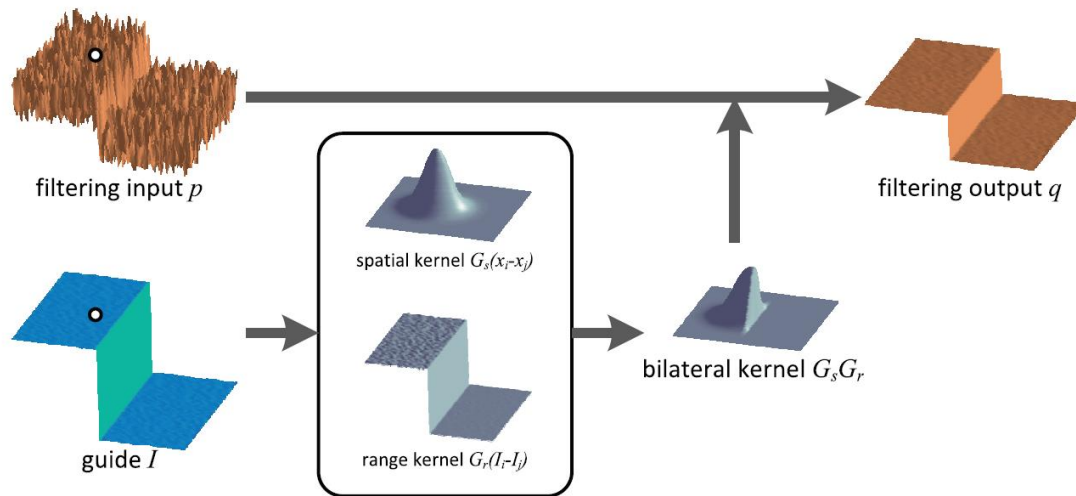 filtering input p
filtering output q
spatial kernel Gₛ(xᵢ-xⱼ)
bilateral kernel GₛGᵣ
guide I
range kernel Gᵣ(Iᵢ-Iⱼ)